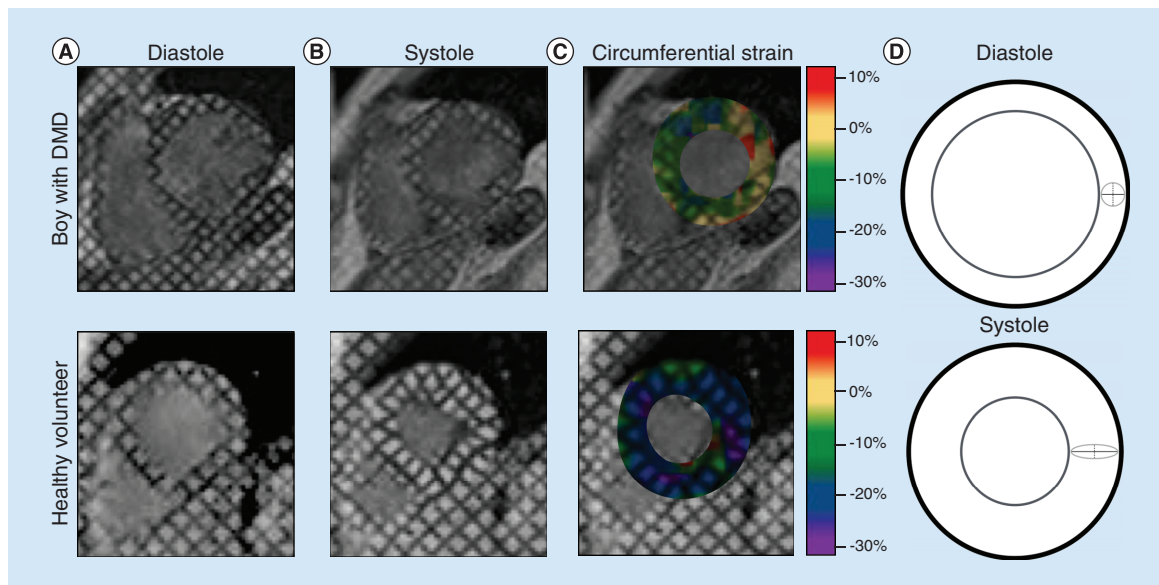 A Diastole
B Systole
C Circumferential strain
D Diastole
Boy with DMD
10%
0%
-10%
-20%
-30%
Systole
Healthy volunteer
10%
0%
-10%
-20%
-30%